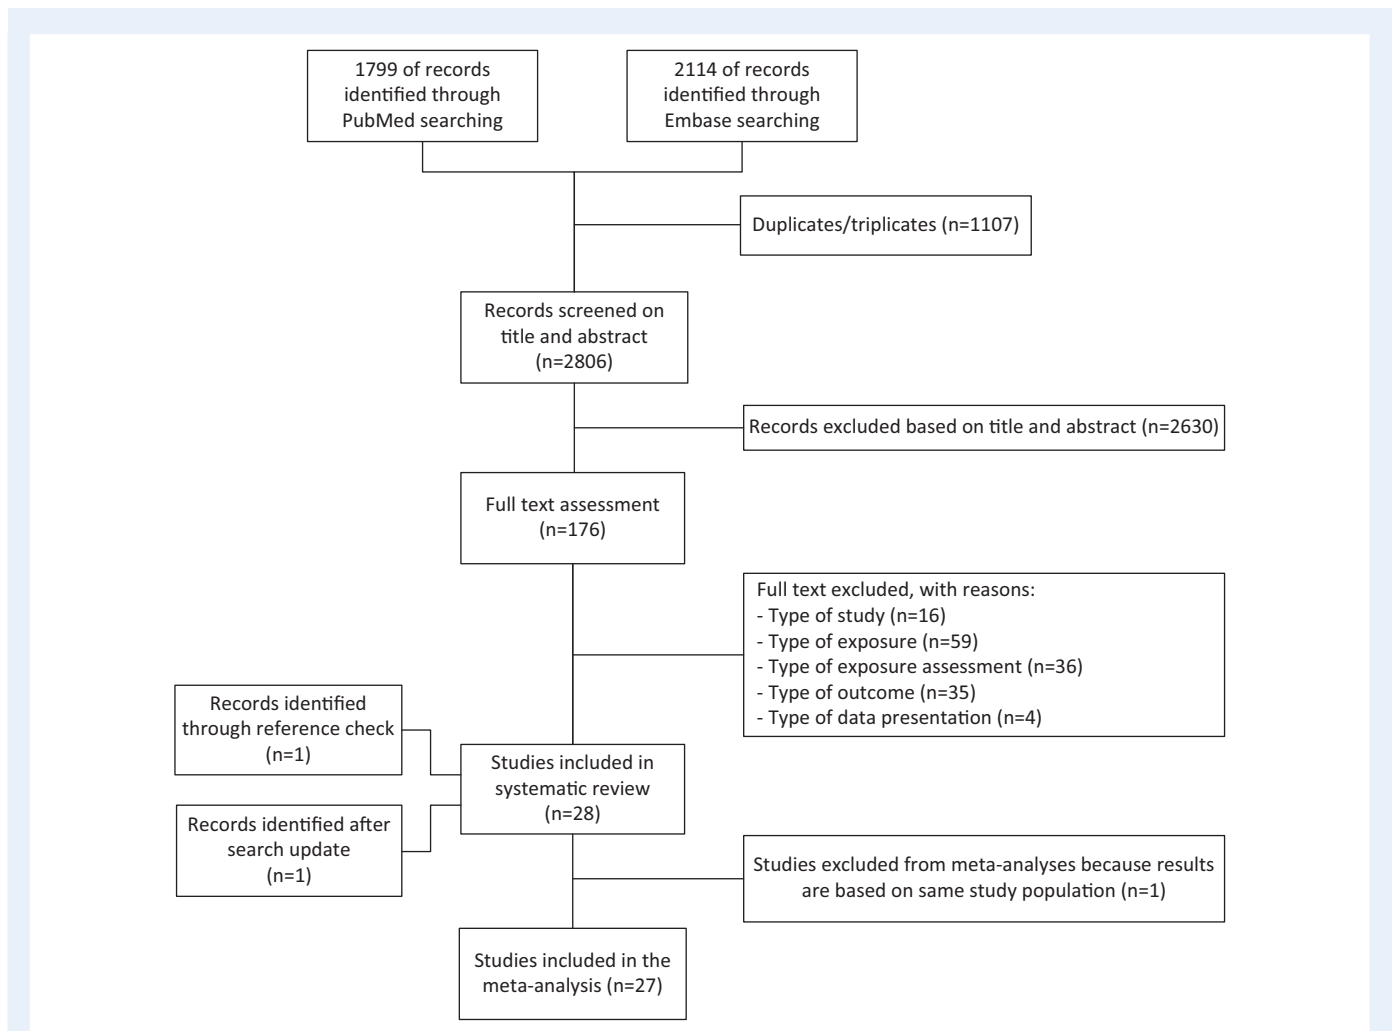 1799 of records
identified through
PubMed searching
2114 of records
identified through
Embase searching
Duplicates/triplicates (n=1107)
Records screened on
title and abstract
(n=2806)
Records excluded based on title and abstract (n=2630)
Full text assessment
(n=176)
Full text excluded, with reasons:
- Type of study (n=16)
- Type of exposure (n=59)
- Type of exposure assessment (n=36)
- Type of outcome (n=35)
- Type of data presentation (n=4)
Records identified
through reference check
(n=1)
Studies included in
systematic review
(n=28)
Records identified after
search update
(n=1)
Studies excluded from meta-analyses because results
are based on same study population (n=1)
Studies included in the
meta-analysis (n=27)